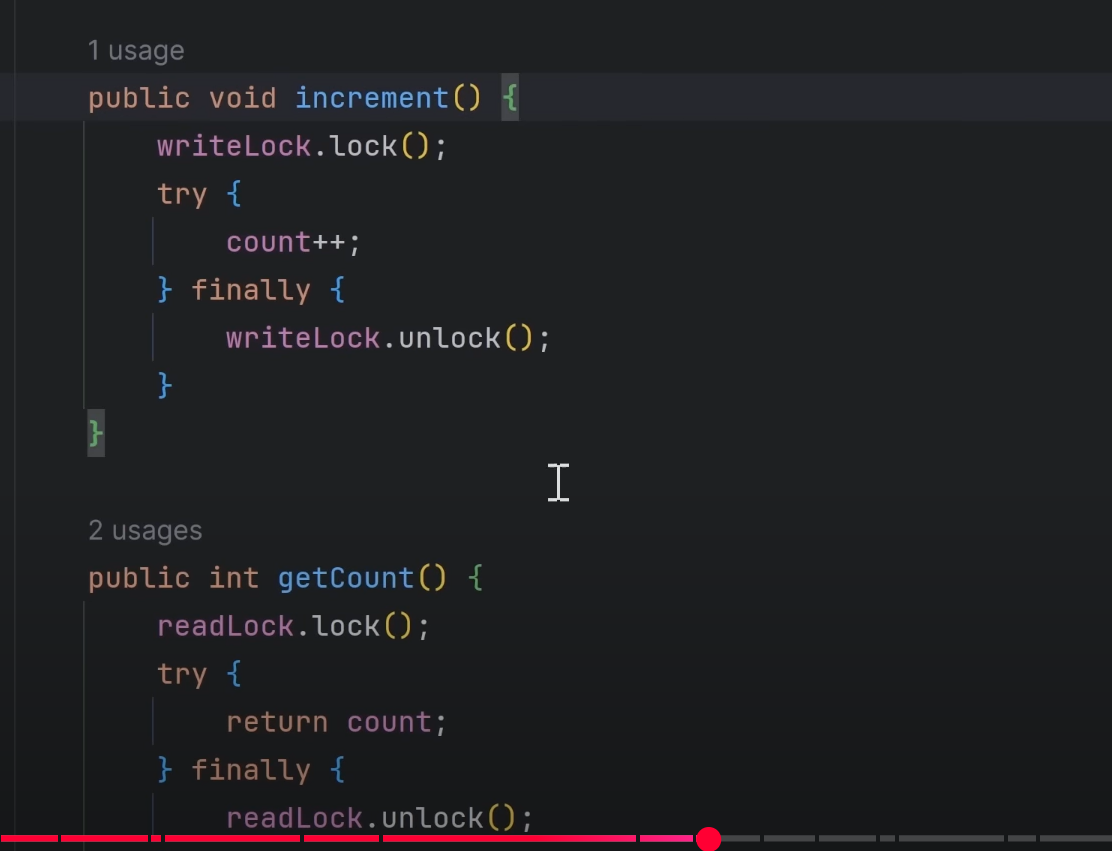 1 usage
public void increment() {
writeLock.lock();
try {
count++;
} finally {
writeLock.unlock();
}
}
2 usages
public int getCount() {
readLock.lock();
try {
return count;
} finally {
readLock.unlock();